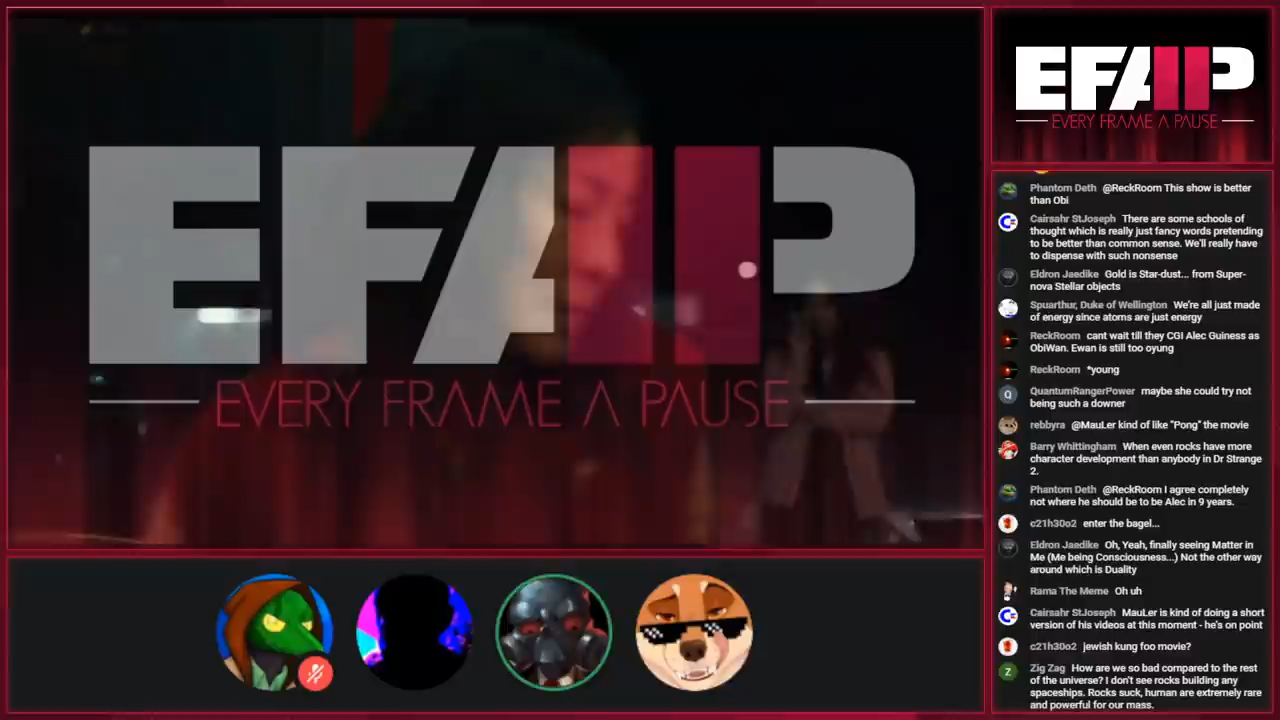 EFAP
EVERY FRAME A PAUSE
EFAP
EVERY FRAME A PAUSE
Phantom Deth @ReckRoom This show is better
than Obi
Cairsahr StJoseph There are some schools of
thought which is really just fancy words pretending
to be better than common sense. We'll really have
to dispense with such nonsense
Eldron Jaedike Gold is Star-dust... from Super-
nova Stellar objects
Spuarthur, Duke of Wellington We're all just made
of energy since atoms are just energy
ReckRoom cant wait till they CGI Alec Guiness as
ObiWan. Ewan is still too oyung
ReckRoom *young
Q
QuantumRangerPower maybe she could try not
being such a downer
rebbyra @MauLer kind of like "Pong" the movie
Barry Whittingham When even rocks have more
character development than anybody in Dr Strange
2.
Phantom Deth @ReckRoom I agree completely
not where he should be to be Alec in 9 years.
c21h30o2 enter the bagel...
Eldron Jaedike Oh, Yeah, finally seeing Matter in
Me (Me being Consciousness...) Not the other way
around which is Duality
Rama The Meme Oh uh
Cairsahr StJoseph MauLer is kind of doing a short
version of his videos at this moment - he's on point
c21h30o2 jewish kung foo movie?
Z
Zig Zag How are we so bad compared to the rest
of the universe? I don't see rocks building any
spaceships. Rocks suck, human are extremely rare
and powerful for our mass.